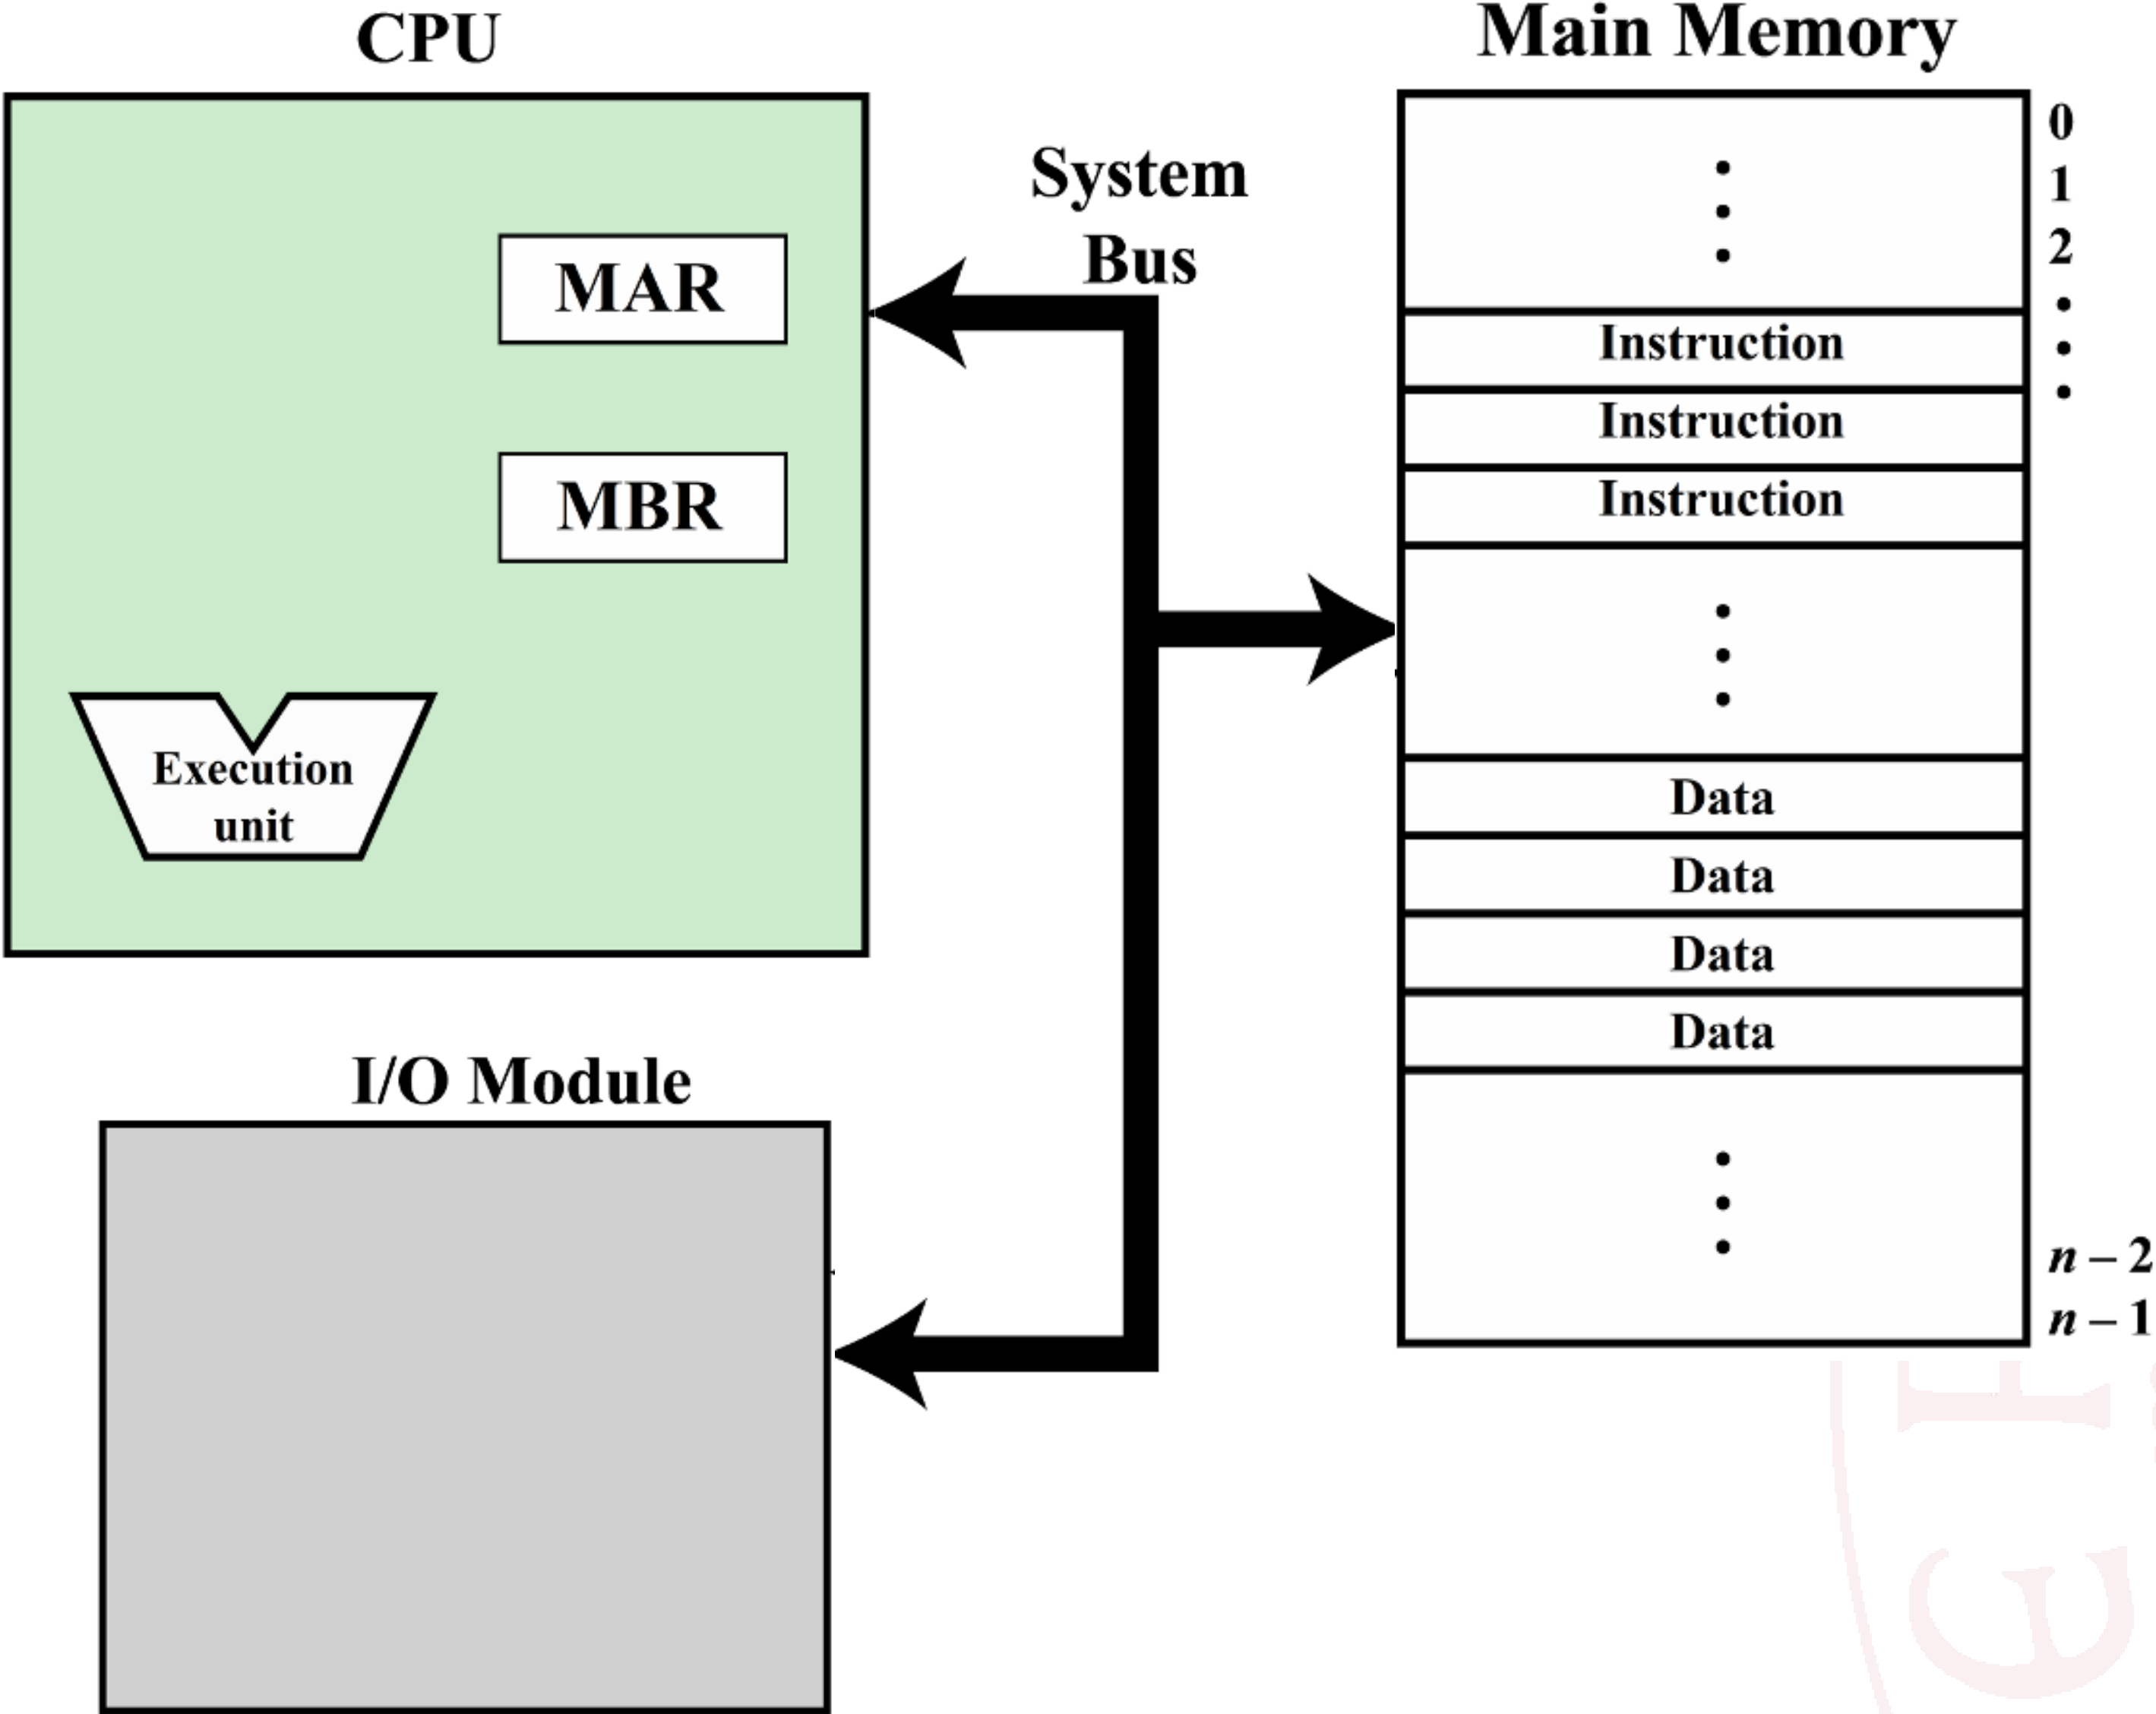 CPU
MAR
MBR
Execution
unit
System
Bus
Main Memory
0
1
2
Instruction
Instruction
Instruction
Data
Data
Data
Data
n – 2
n – 1
I/O Module